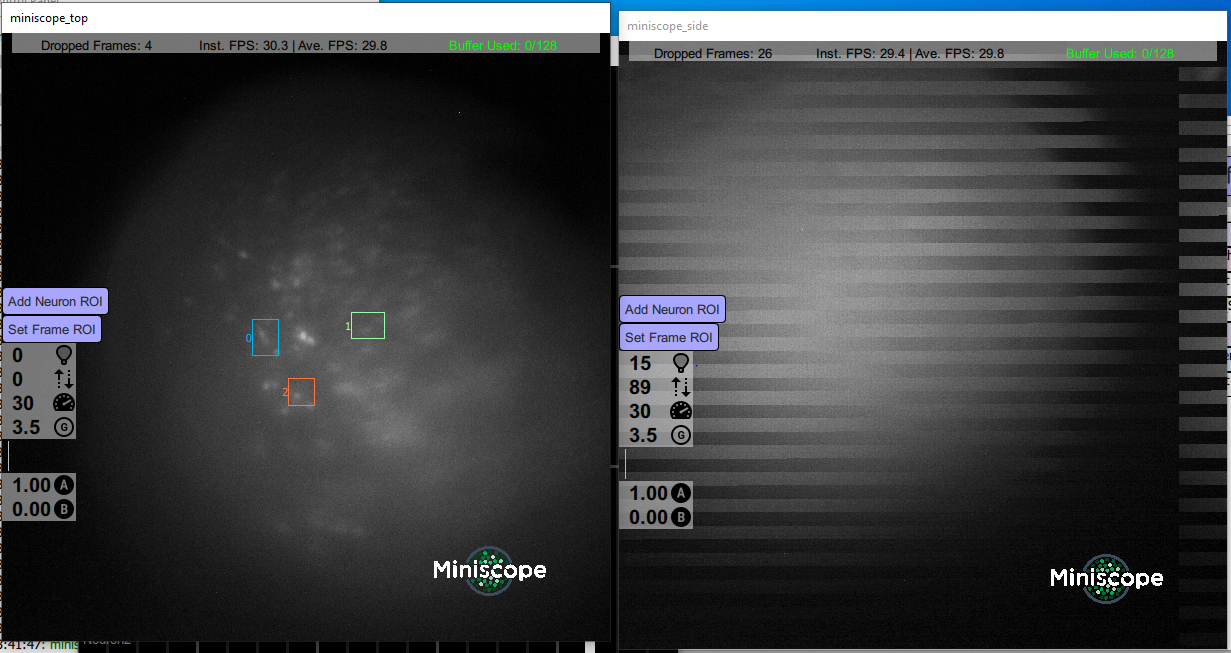 miniscope_top
Dropped Frames: 4 Inst. FPS: 30.3 | Ave. FPS: 29.8 Buffer Used: 0/128
Add Neuron ROI
Set Frame ROI
0
0
30
3.5 G
1.00 A
0.00 B
0
1
2
Miniscope
miniscope_side
Dropped Frames: 26 Inst. FPS: 29.4 | Ave. FPS: 29.8 Buffer Used: 0/128
Add Neuron ROI
Set Frame ROI
15
89
30
3.5 G
1.00 A
0.00 B
Miniscope
:41:47: minis